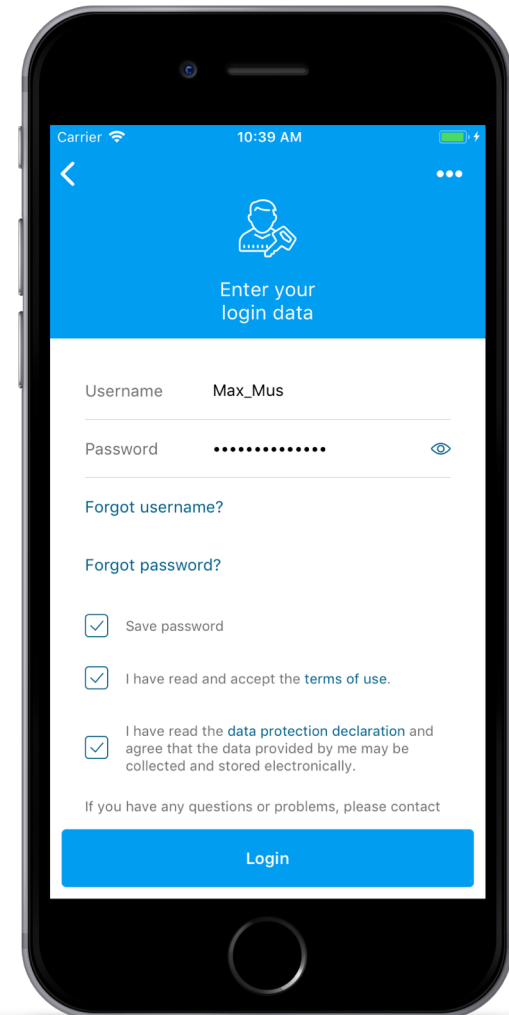 Carrier 10:39 AM
Enter your
login data
Username Max_Mus
Password ••••••••••••••
Forgot username?
Forgot password?
Save password
I have read and accept the terms of use.
I have read the data protection declaration and
agree that the data provided by me may be
collected and stored electronically.
If you have any questions or problems, please contact
Login